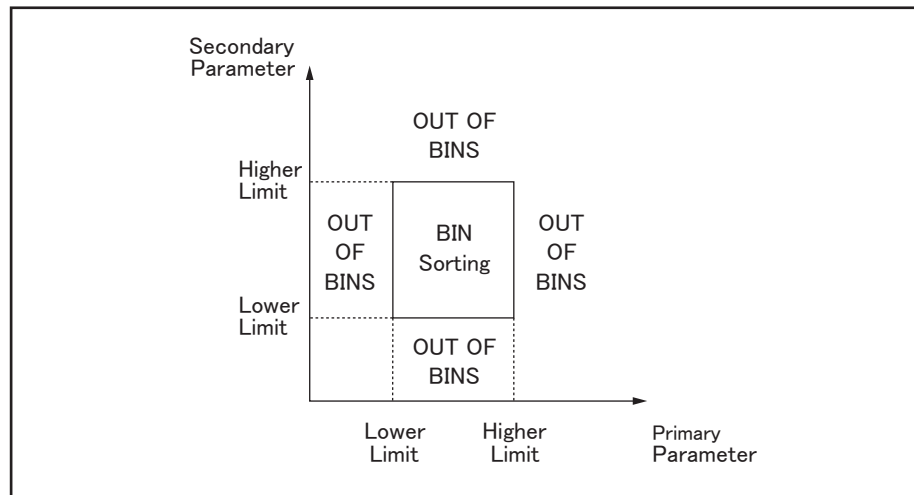 Secondary
Parameter
OUT OF
BINS
Higher
Limit
OUT
OF
BINS
BIN
Sorting
OUT
OF
BINS
Lower
Limit
OUT OF
BINS
Lower
Limit
Higher
Limit
Primary
Parameter